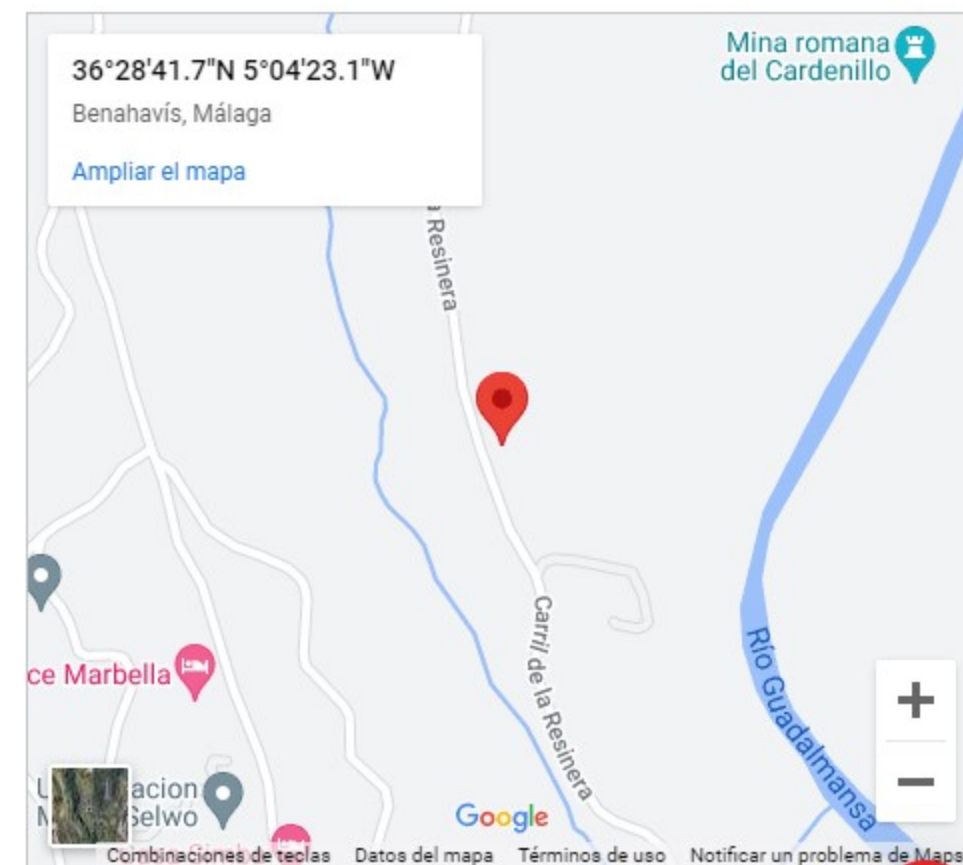 36°28'41.7"N 5°04'23.1"W
Benahavís, Málaga
Ampliar el mapa
Mina romana
del Cardenillo
Resinera
Carril de la Resinera
Río Guadalmansa
ce Marbella
acion
Selwo
Google
+
−
Combinaciones de teclas Datos del mapa Términos de uso Notificar un problema de Maps